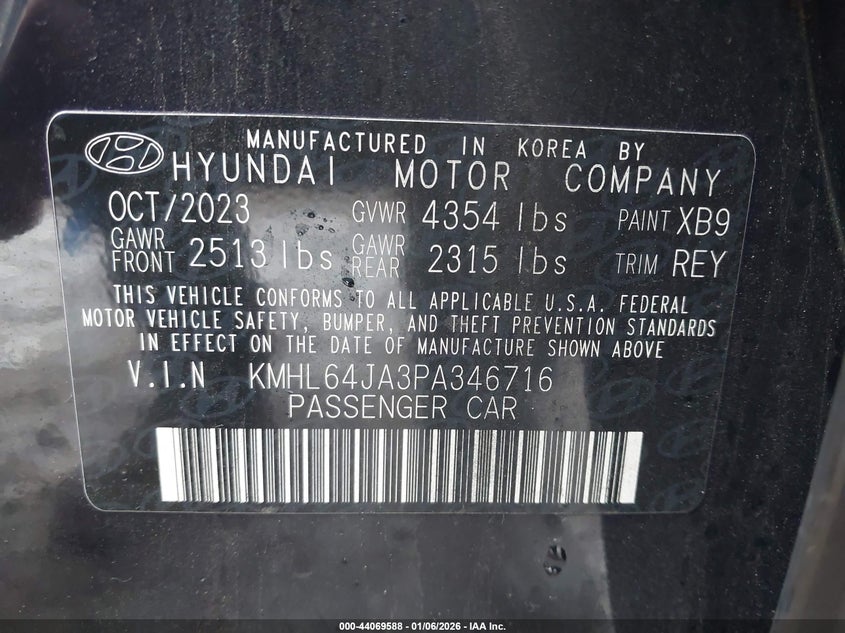 MANUFACTURED IN KOREA BY
HYUNDAI MOTOR COMPANY
OCT/2023 GVWR 4354 lbs PAINT XB9
GAWR FRONT 2513 lbs GAWR REAR 2315 lbs TRIM REY
THIS VEHICLE CONFORMS TO ALL APPLICABLE U.S.A. FEDERAL
MOTOR VEHICLE SAFETY, BUMPER, AND THEFT PREVENTION STANDARDS
IN EFFECT ON THE DATE OF MANUFACTURE SHOWN ABOVE
V.I.N KMHL64JA3PA346716
PASSENGER CAR
000-44069588 - 01/06/2026 - IAA Inc.